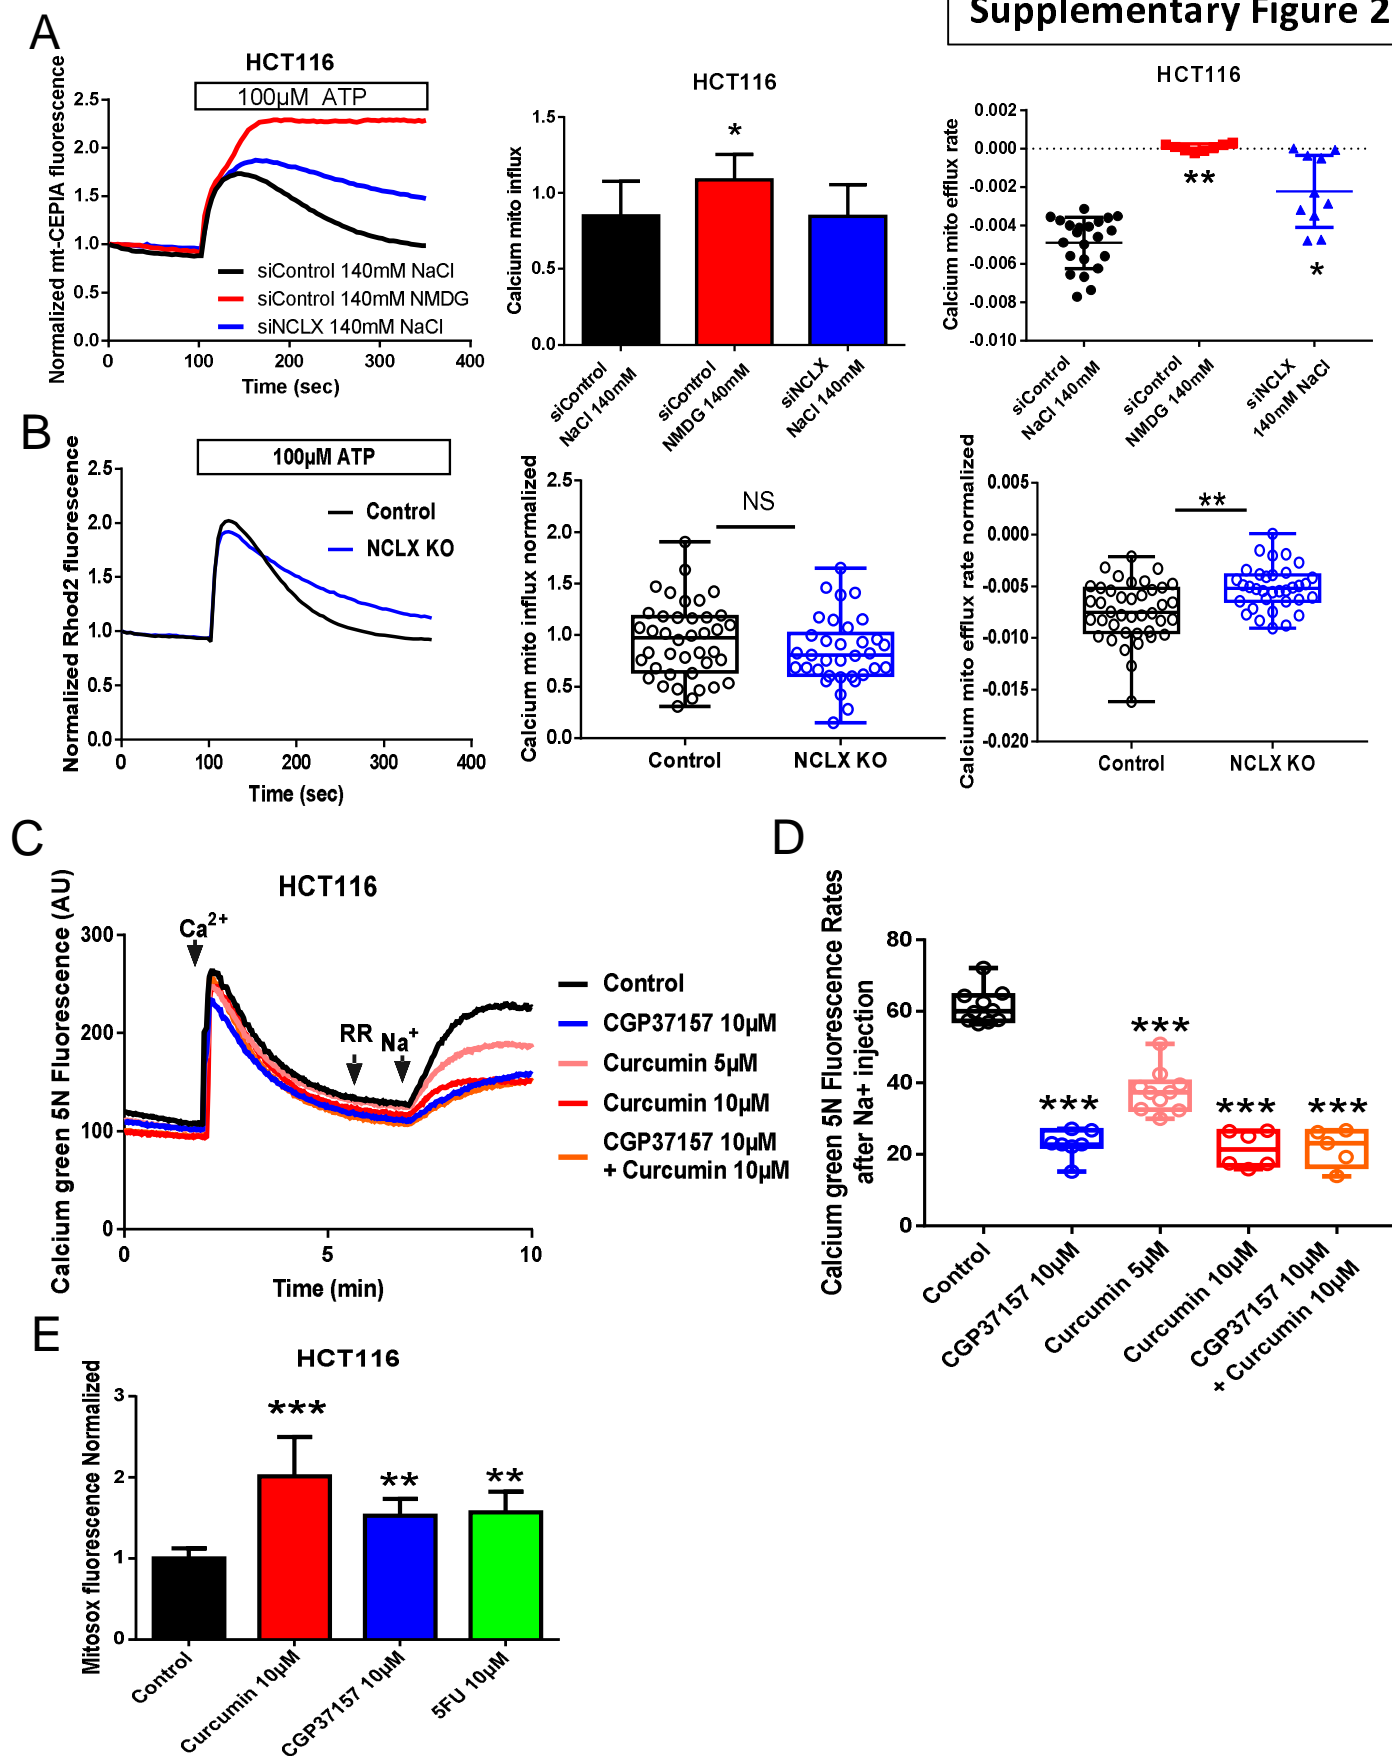 Supplementary Figure 2
A
HCT116
100µM ATP
Normalized mt-CEPIA fluorescence
2.5
2.0
1.5
1.0
0.5
0.0
siControl 140mM NaCl
siControl 140mM NMDG
siNCLX 140mM NaCl
0 100 200 300 400
Time (sec)
HCT116
Calcium mito influx
1.5
*
1.0
0.5
0.0
siControl
NaCl 140mM
siControl
NMDG 140mM
siNCLX
NaCl 140mM
HCT116
Calcium mito efflux rate
0.002
0.000
-0.002
-0.004
-0.006
-0.008
-0.010
**
*
siControl
NaCl 140mM
siControl
NMDG 140mM
siNCLX
140mM NaCl
B
100µM ATP
Normalized Rhod2 fluorescence
2.5
2.0
1.5
1.0
0.5
0.0
Control
NCLX KO
0 100 200 300 400
Time (sec)
Calcium mito influx normalized
2.5
2.0
1.5
1.0
0.5
0.0
NS
Control NCLX KO
Calcium mito efflux rate normalized
0.005
0.000
-0.005
-0.010
-0.015
-0.020
**
Control NCLX KO
C
HCT116
Calcium green 5N Fluorescence (AU)
300
200
100
0
Ca2+
RR Na+
0 5 10
Time (min)
Control
CGP37157 10µM
Curcumin 5µM
Curcumin 10µM
CGP37157 10µM
+ Curcumin 10µM
D
Calcium green 5N Fluorescence Rates
after Na+ injection
80
60
40
20
0
***
***
***
***
Control
CGP37157 10µM
Curcumin 5µM
Curcumin 10µM
CGP37157 10µM
+ Curcumin 10µM
E
HCT116
Mitosox fluorescence Normalized
3
2
1
0
***
**
**
Control
Curcumin 10µM
CGP37157 10µM
5FU 10µM